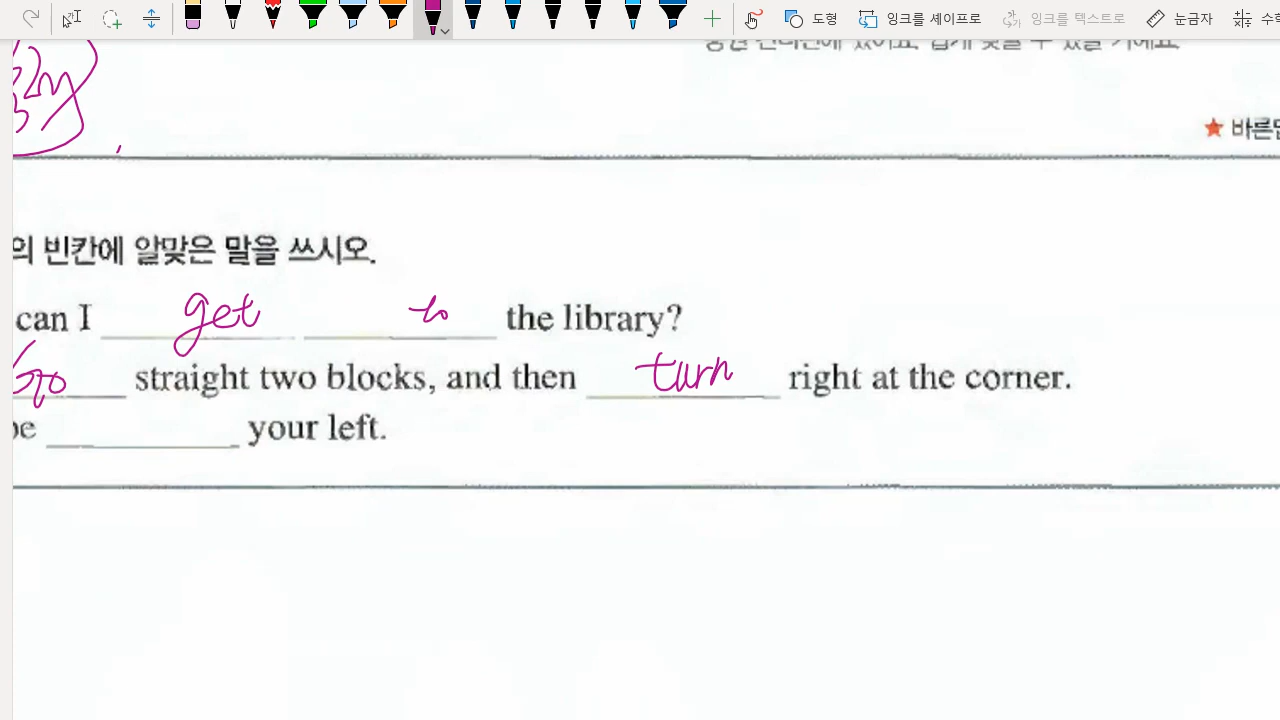 도형 잉크를 셰이프로 잉크를 텍스트로 눈금자
★ 바른
의 빈칸에 알맞은 말을 쓰시오.
can I get to the library?
Go straight two blocks, and then turn right at the corner.
be your left.